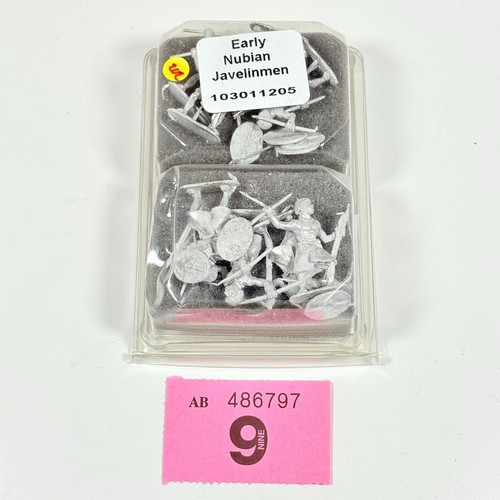 Early
Nubian
Javelinmen
103011205
AB 486797
9
NINE